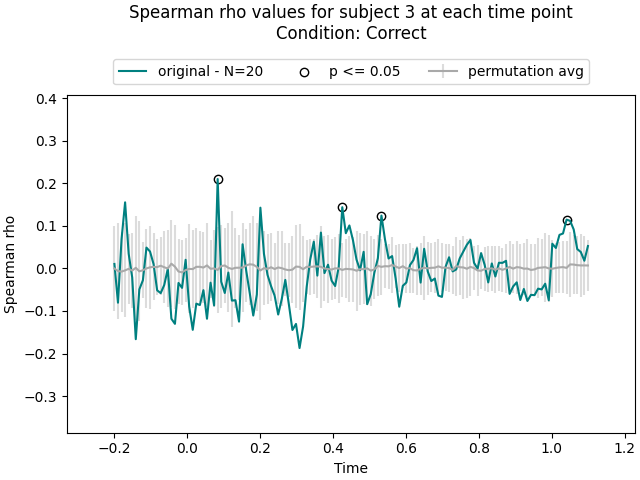 Spearman rho values for subject 3 at each time point
Condition: Correct
original - N=20
p <= 0.05
permutation avg
0.4
0.3
0.2
0.1
0.0
−0.1
−0.2
−0.3
Spearman rho
−0.2
0.0
0.2
0.4
0.6
0.8
1.0
1.2
Time